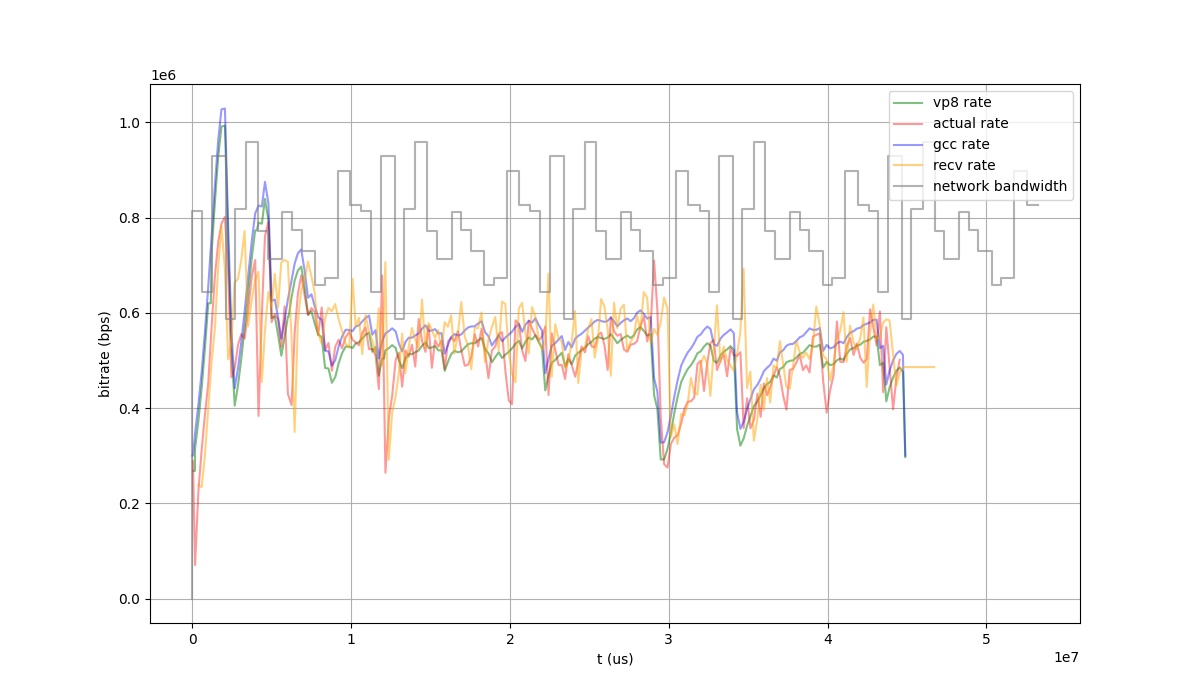 1e6
bitrate (bps)
1.0
0.8
0.6
0.4
0.2
0.0
vp8 rate
actual rate
gcc rate
recv rate
network bandwidth
0 1 2 3 4 5
t (us)
1e7